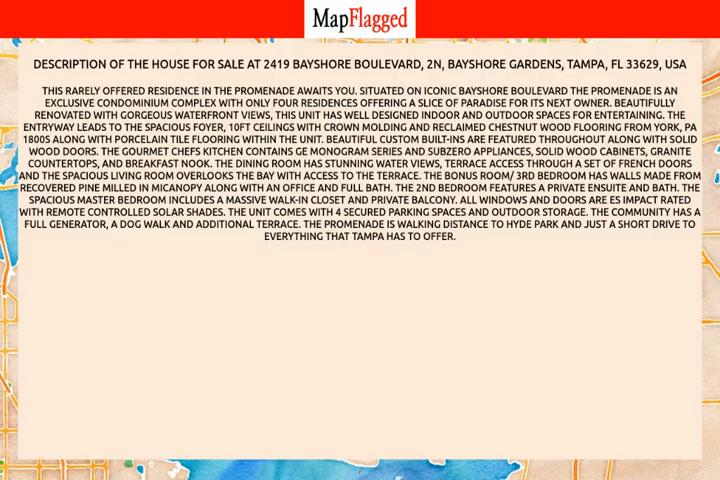 MapFlagged
DESCRIPTION OF THE HOUSE FOR SALE AT 2419 BAYSHORE BOULEVARD, 2N, BAYSHORE GARDENS, TAMPA, FL 33629, USA
THIS RARELY OFFERED RESIDENCE IN THE PROMENADE AWAITS YOU. SITUATED ON ICONIC BAYSHORE BOULEVARD THE PROMENADE IS AN
EXCLUSIVE CONDOMINIUM COMPLEX WITH ONLY FOUR RESIDENCES OFFERING A SLICE OF PARADISE FOR ITS NEXT OWNER. BEAUTIFULLY
RENOVATED WITH GORGEOUS WATERFRONT VIEWS, THIS UNIT HAS WELL DESIGNED INDOOR AND OUTDOOR SPACES FOR ENTERTAINING. THE
ENTRYWAY LEADS TO THE SPACIOUS FOYER, 10FT CEILINGS WITH CROWN MOLDING AND RECLAIMED CHESTNUT WOOD FLOORING FROM YORK, PA
1800S ALONG WITH PORCELAIN TILE FLOORING WITHIN THE UNIT. BEAUTIFUL CUSTOM BUILT-INS ARE FEATURED THROUGHOUT ALONG WITH SOLID
WOOD DOORS. THE GOURMET CHEFS KITCHEN CONTAINS GE MONOGRAM SERIES AND SUBZERO APPLIANCES, SOLID WOOD CABINETS, GRANITE
COUNTERTOPS, AND BREAKFAST NOOK. THE DINING ROOM HAS STUNNING WATER VIEWS, TERRACE ACCESS THROUGH A SET OF FRENCH DOORS
AND THE SPACIOUS LIVING ROOM OVERLOOKS THE BAY WITH ACCESS TO THE TERRACE. THE BONUS ROOM/ 3RD BEDROOM HAS WALLS MADE FROM
RECOVERED PINE MILLED IN MICANOPY ALONG WITH AN OFFICE AND FULL BATH. THE 2ND BEDROOM FEATURES A PRIVATE ENSUITE AND BATH. THE
SPACIOUS MASTER BEDROOM INCLUDES A MASSIVE WALK-IN CLOSET AND PRIVATE BALCONY. ALL WINDOWS AND DOORS ARE ES IMPACT RATED
WITH REMOTE CONTROLLED SOLAR SHADES. THE UNIT COMES WITH 4 SECURED PARKING SPACES AND OUTDOOR STORAGE. THE COMMUNITY HAS A
FULL GENERATOR, A DOG WALK AND ADDITIONAL TERRACE. THE PROMENADE IS WALKING DISTANCE TO HYDE PARK AND JUST A SHORT DRIVE TO
EVERYTHING THAT TAMPA HAS TO OFFER.